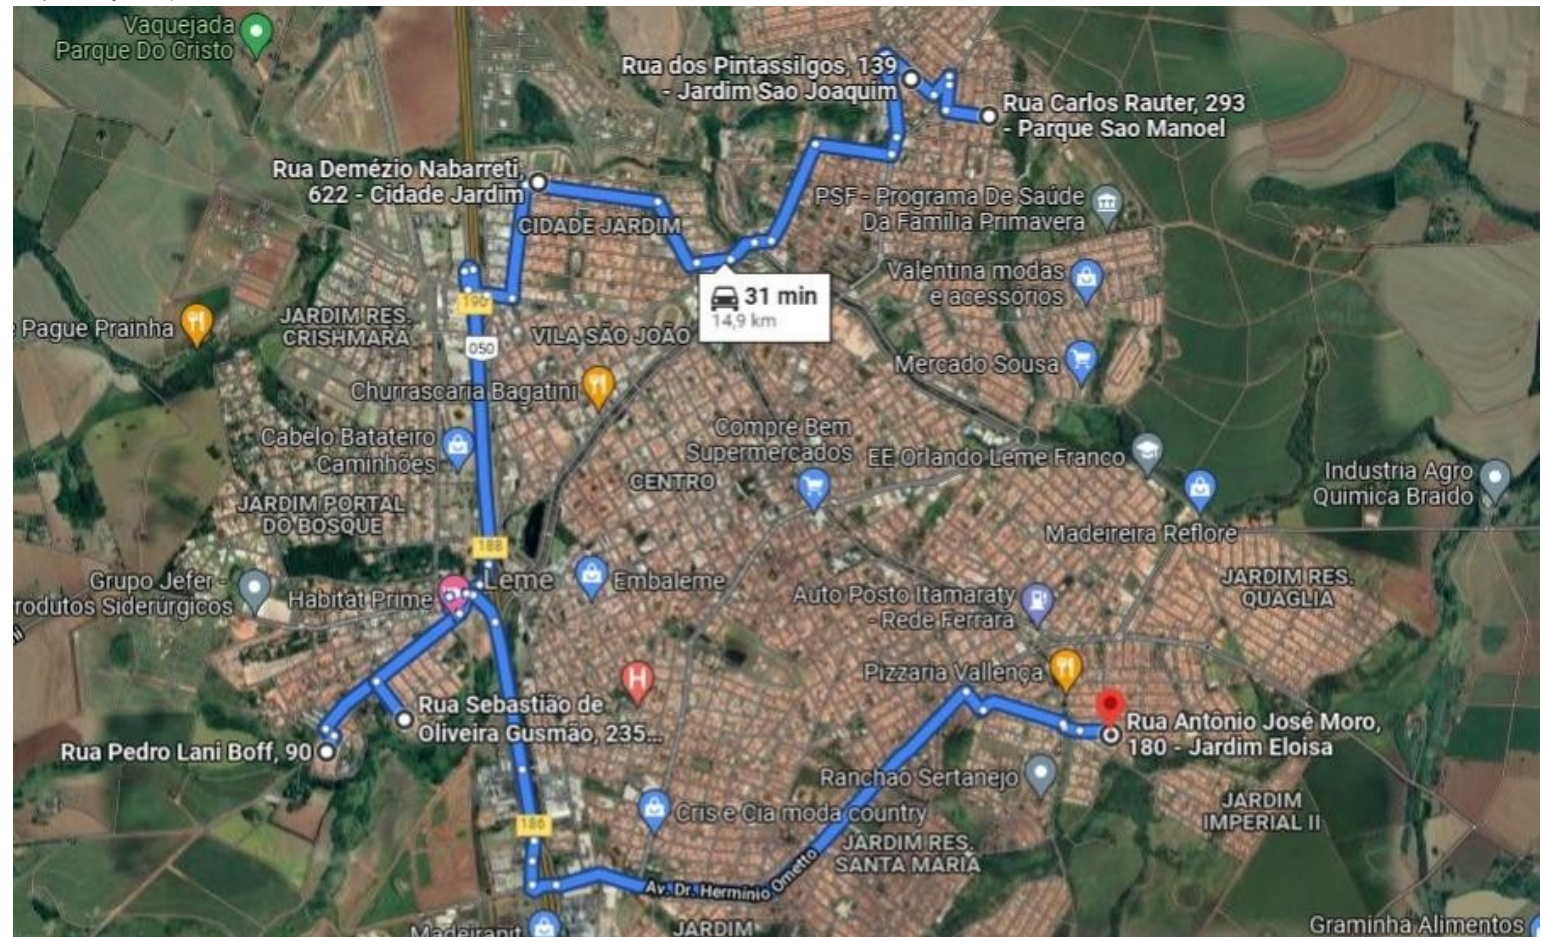 Vaquejada
Parque Do Cristo
Rua dos Pintassilgos, 139
- Jardim Sao Joaquim
Rua Carlos Rauter, 293
- Parque Sao Manoel
Rua Demézio Nabarreti,
622 - Cidade Jardim
PSF - Programa De Saúde
Da Família Primavera
CIDADE JARDIM
Valentina modas
e acessórios
31 min
14,9 km
190
JARDIM RES.
CRISHMARA
e Pague Prainha
VILA SÃO JOÃO
050
Mercado Sousa
Churrascaria Bagatini
Cabelo Batateiro
Caminhões
Compre Bem
Supermercados
EE Orlando Leme Franco
CENTRO
Industria Agro
Quimica Braido
JARDIM PORTAL
DO BOSQUE
Madeireira Reflore
188
Leme
Embaleme
Grupo Jefer -
rodutos Siderúrgicos
Habitat Prime
JARDIM RES.
QUAGLIA
Auto Posto Itamaraty
- Rede Ferrara
Pizzaria Vallença
H
Rua Sebastião de
Oliveira Gusmão, 235...
Rua Pedro Lani Boff, 90
Rua Antônio José Moro,
180 - Jardim Eloisa
Ranchão Sertanejo
186
Cris e Cia moda country
JARDIM
IMPERIAL II
JARDIM RES.
SANTA MARIA
Av. Dr. Hermínio Ometto
Madeiranit
JARDIM
Graminha Alimentos